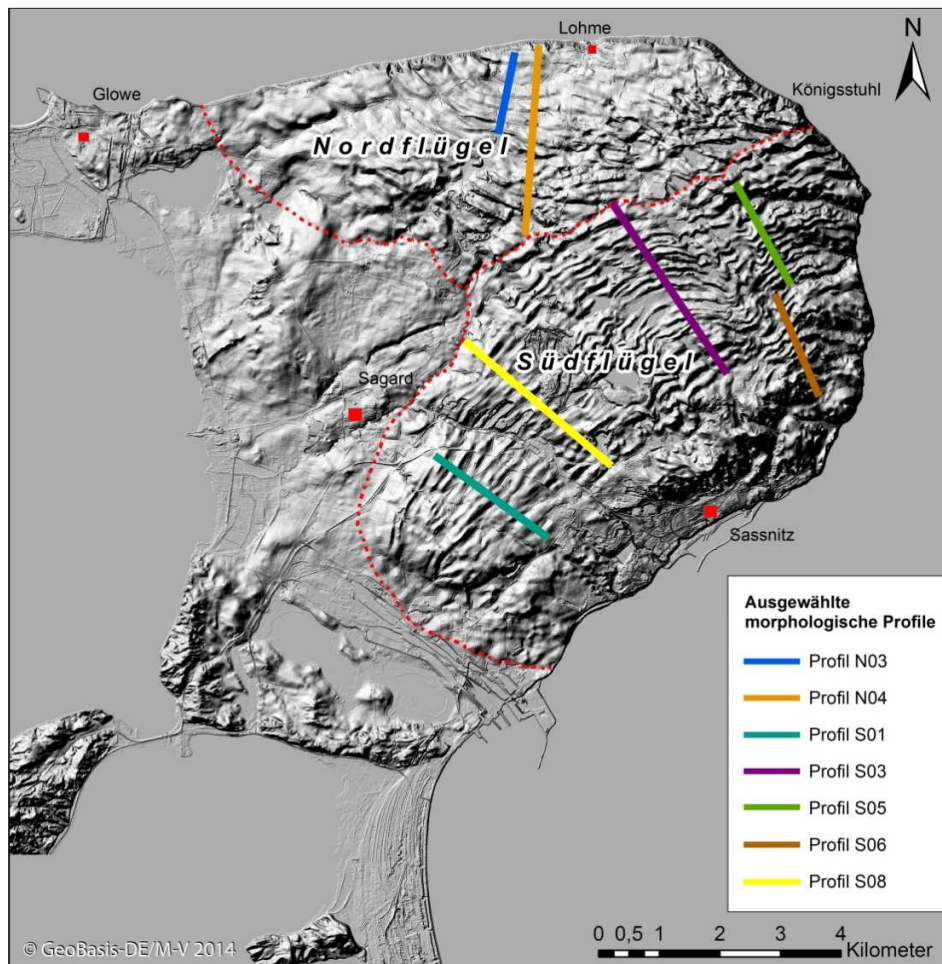 Lohme
N
Königsstuhl
Glowe
Nordflügel
Südflügel
Sagard
Sassnitz
Ausgewählte
morphologische Profile
Profil N03
Profil N04
Profil S01
Profil S03
Profil S05
Profil S06
Profil S08
© GeoBasis-DE/M-V 2014
0 0,5 1 2 3 4
Kilometer